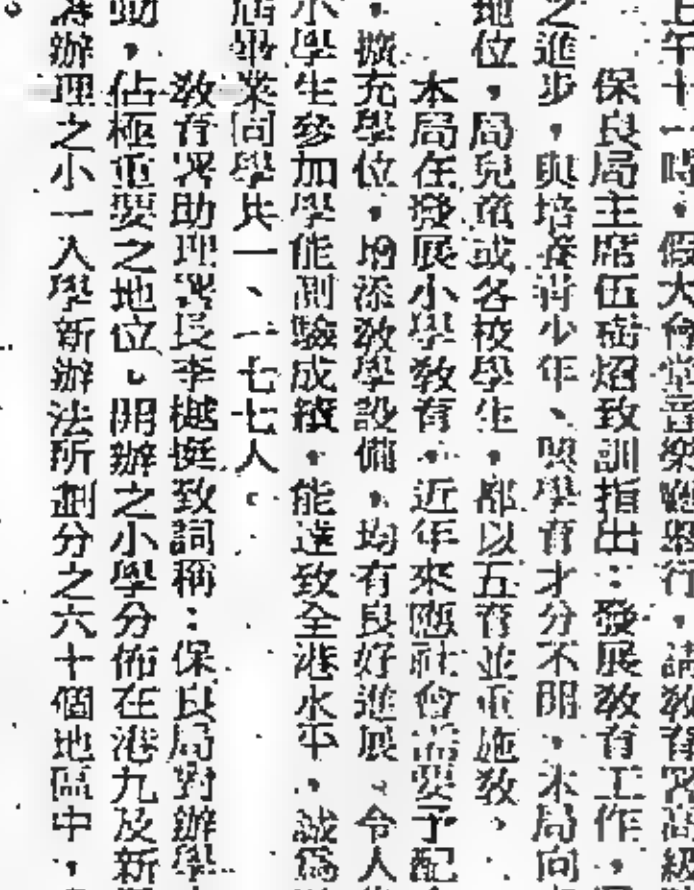 上午十一時，假大會堂音樂廳舉行，請教育署高級
保良局主席伍 炤致訓指出：發展教育工作，
之進步，與培養青少年、興學育才分不開，本局向
地位，局兒童或各校學生，都以五育並重施教、
本局在發展小學教育，近年來應社會需要予配
，擴充學位，增添教學設備，均有良好進展。令人
小學生參加學能測驗成績，能達致全港水平，誠爲
屆畢業同學共一、一七七人。
教育署助理署長李樾挺致詞稱：保良局對辦學
動，佔極重要之地位。開辦之小學分佈在港九及新
辦理之小一入學新辦法所劃分之六十個地區中，
。